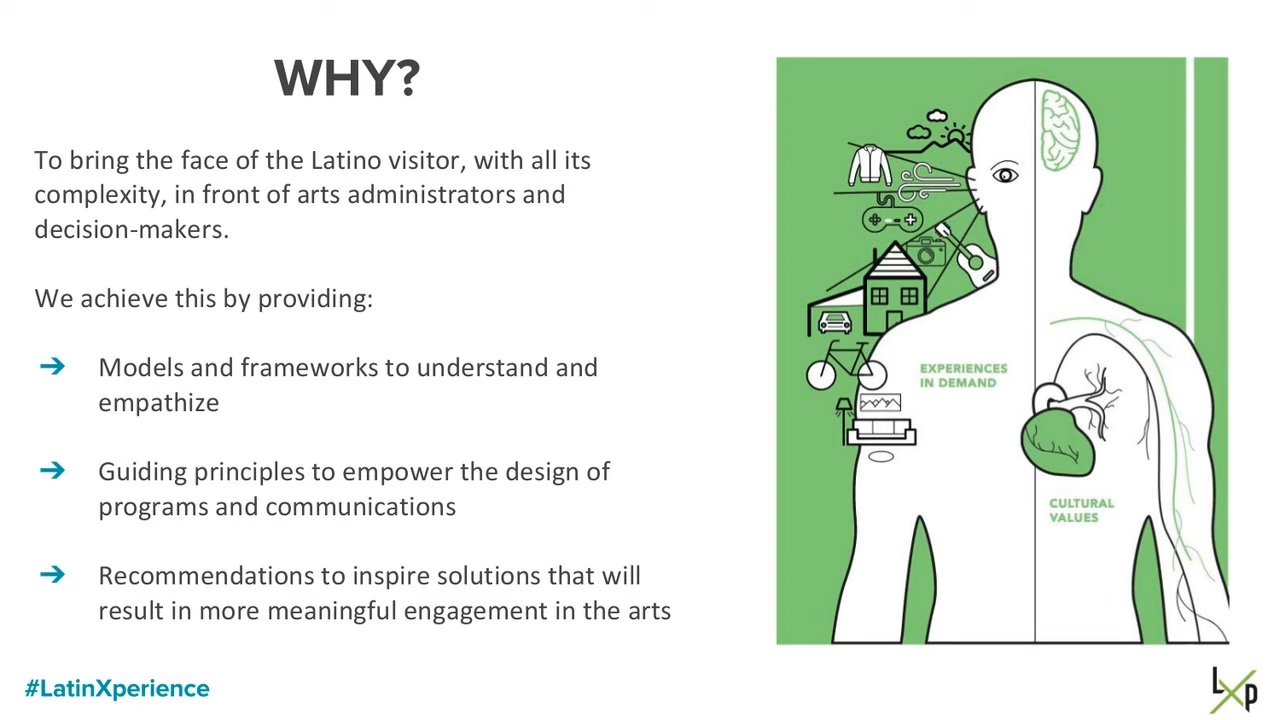 WHY?
To bring the face of the Latino visitor, with all its
complexity, in front of arts administrators and
decision-makers.
We achieve this by providing:
➔ Models and frameworks to understand and
empathize
➔ Guiding principles to empower the design of
programs and communications
➔ Recommendations to inspire solutions that will
result in more meaningful engagement in the arts
EXPERIENCES
IN DEMAND
CULTURAL
VALUES
#LatinXperience
LXp